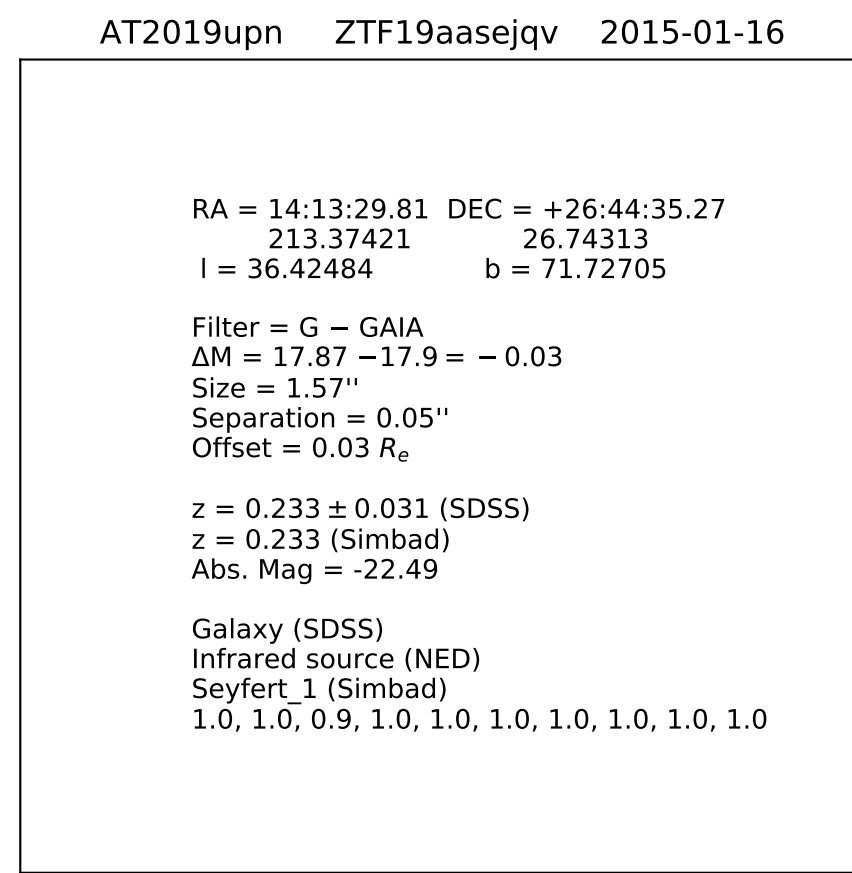 AT2019upn ZTF19aasejqv 2015-01-16
RA = 14:13:29.81 DEC = +26:44:35.27
213.37421 26.74313
l = 36.42484 b = 71.72705
Filter = G − GAIA
ΔM = 17.87 −17.9 = − 0.03
Size = 1.57''
Separation = 0.05''
Offset = 0.03 Rₑ
z = 0.233 ± 0.031 (SDSS)
z = 0.233 (Simbad)
Abs. Mag = -22.49
Galaxy (SDSS)
Infrared source (NED)
Seyfert_1 (Simbad)
1.0, 1.0, 0.9, 1.0, 1.0, 1.0, 1.0, 1.0, 1.0, 1.0